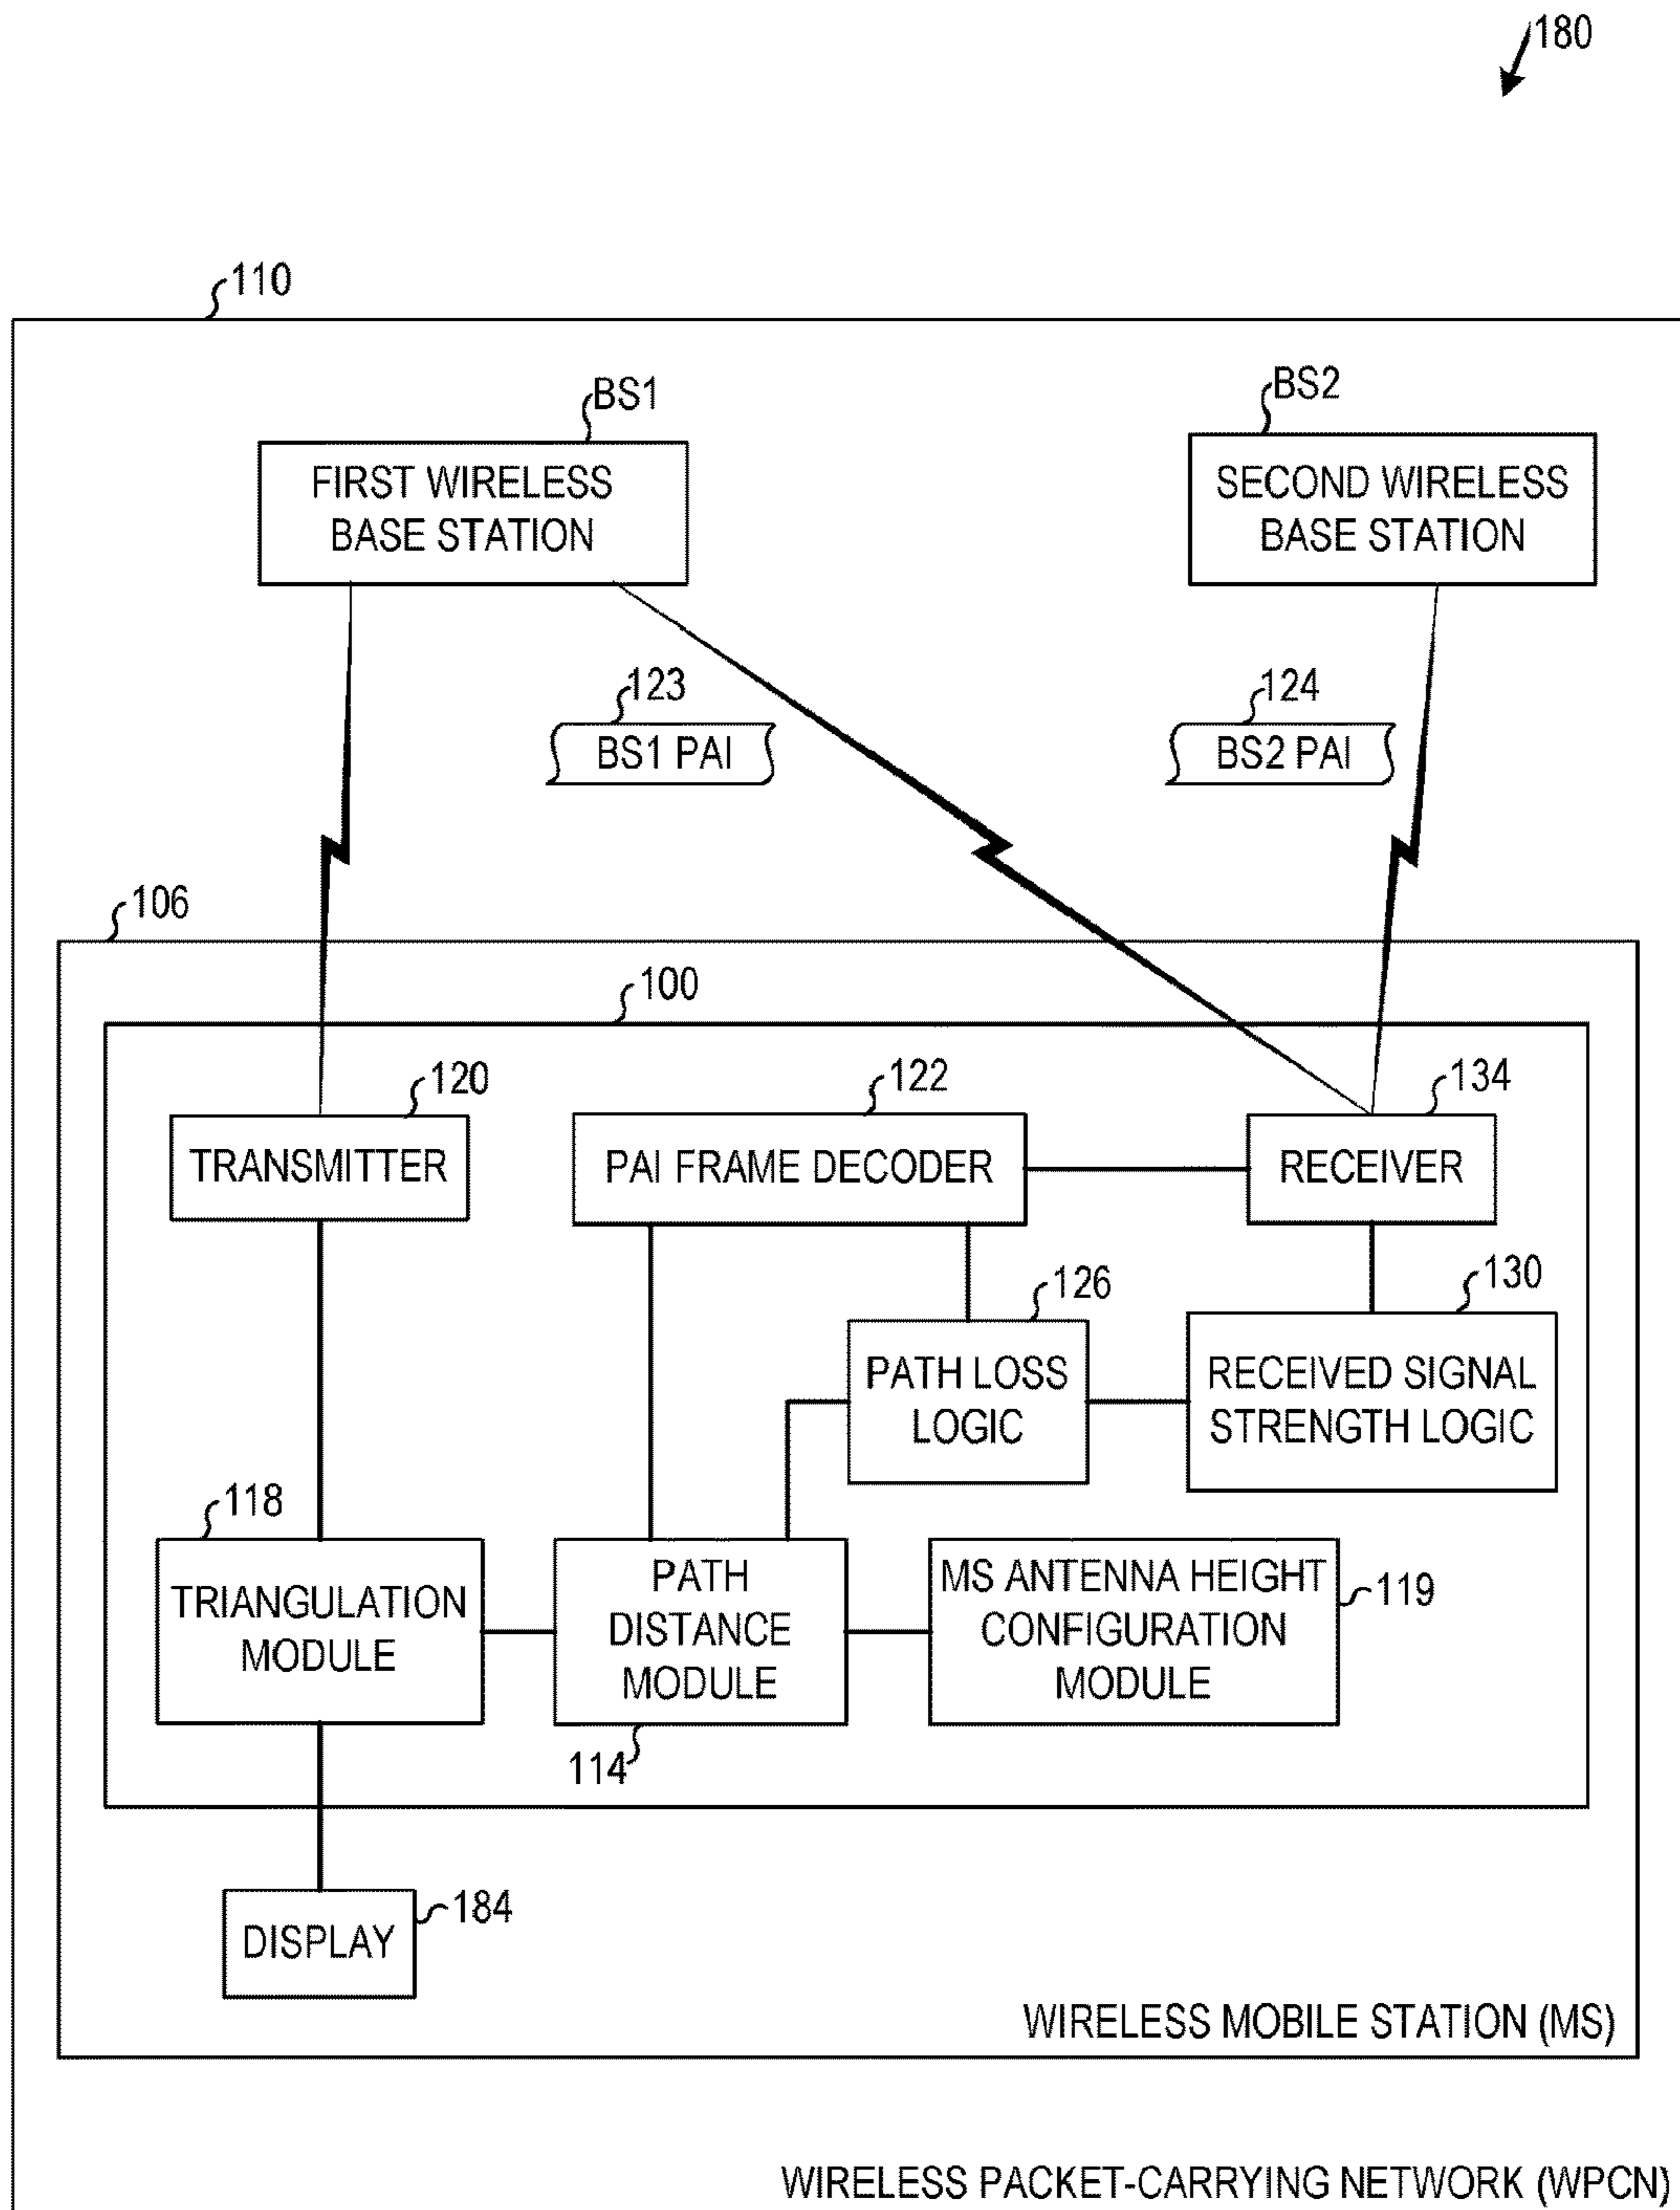 180
110
BS1
BS2
FIRST WIRELESS
BASE STATION
SECOND WIRELESS
BASE STATION
123
BS1 PAI
124
BS2 PAI
106
100
120
TRANSMITTER
122
PAI FRAME DECODER
134
RECEIVER
126
PATH LOSS
LOGIC
130
RECEIVED SIGNAL
STRENGTH LOGIC
118
TRIANGULATION
MODULE
PATH
DISTANCE
MODULE
114
MS ANTENNA HEIGHT
CONFIGURATION
MODULE
119
DISPLAY
184
WIRELESS MOBILE STATION (MS)
WIRELESS PACKET-CARRYING NETWORK (WPCN)